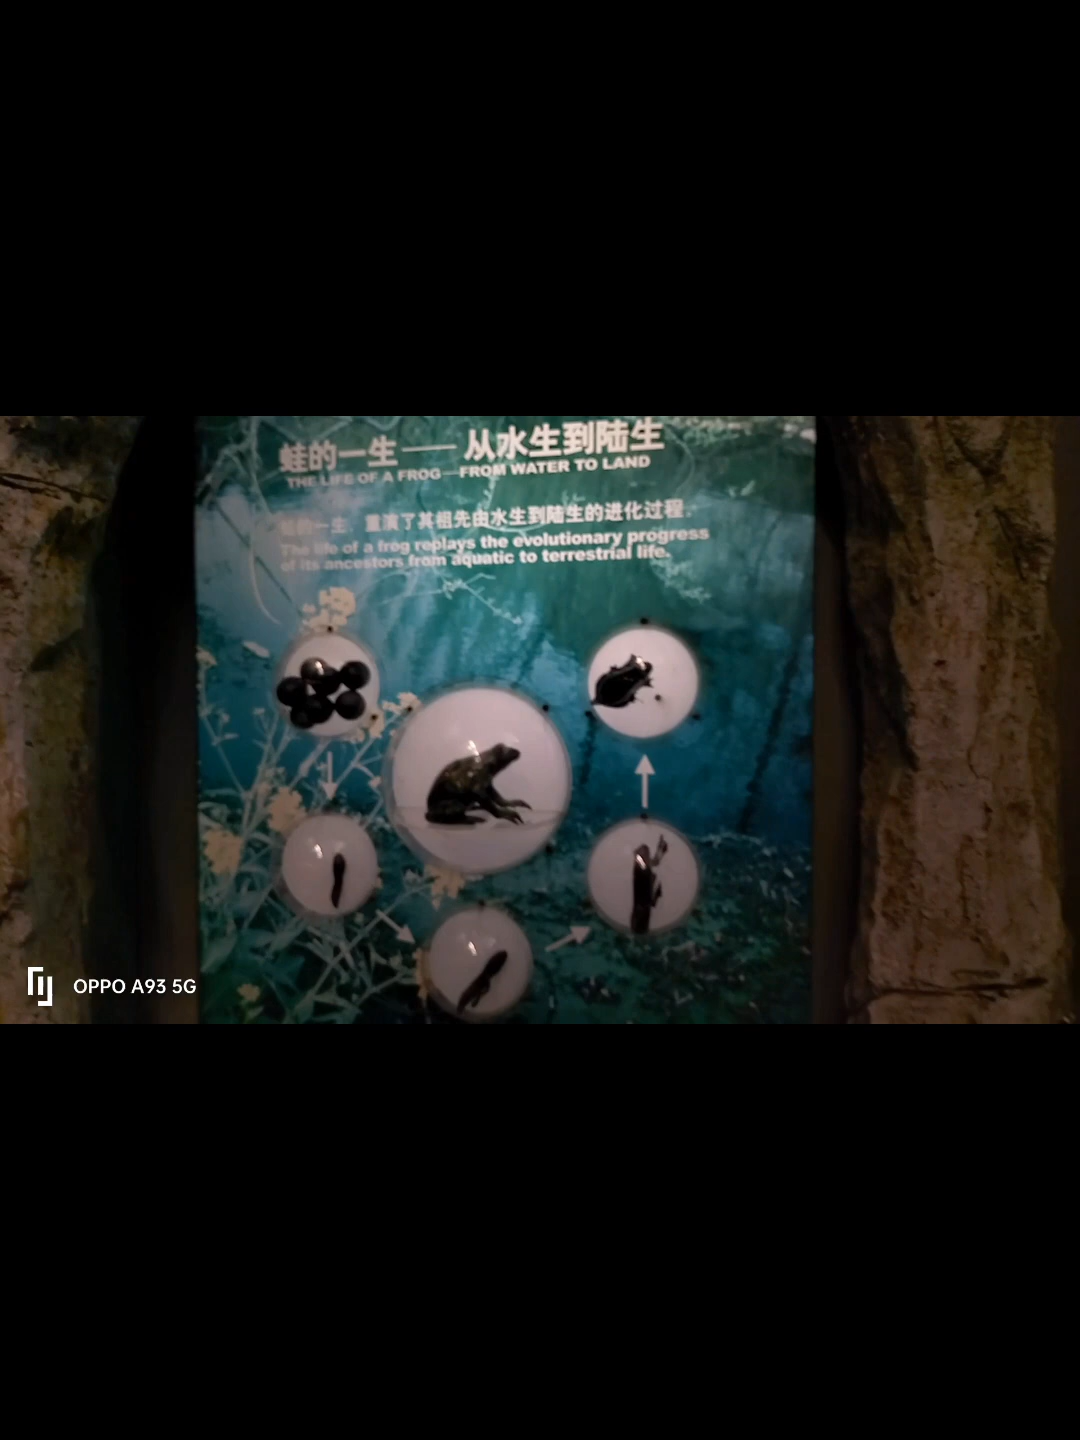 蛙的一生——从水生到陆生
THE LIFE OF A FROG—FROM WATER TO LAND
蛙的一生，重演了其祖先由水生到陆生的进化过程.
The life of a frog replays the evolutionary progress
of its ancestors from aquatic to terrestrial life.
OPPO A93 5G